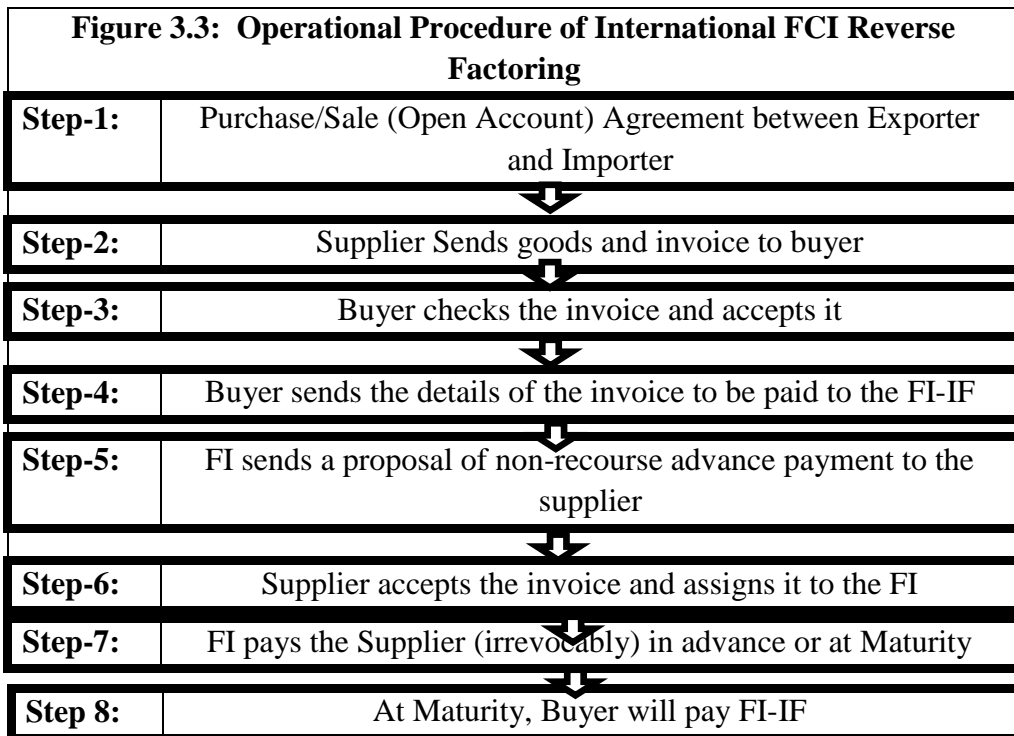 Figure 3.3: Operational Procedure of International FCI Reverse
Factoring
Step-1: Purchase/Sale (Open Account) Agreement between Exporter
and Importer
Step-2: Supplier Sends goods and invoice to buyer
Step-3: Buyer checks the invoice and accepts it
Step-4: Buyer sends the details of the invoice to be paid to the FI-IF
Step-5: FI sends a proposal of non-recourse advance payment to the
supplier
Step-6: Supplier accepts the invoice and assigns it to the FI
Step-7: FI pays the Supplier (irrevocably) in advance or at Maturity
Step 8: At Maturity, Buyer will pay FI-IF